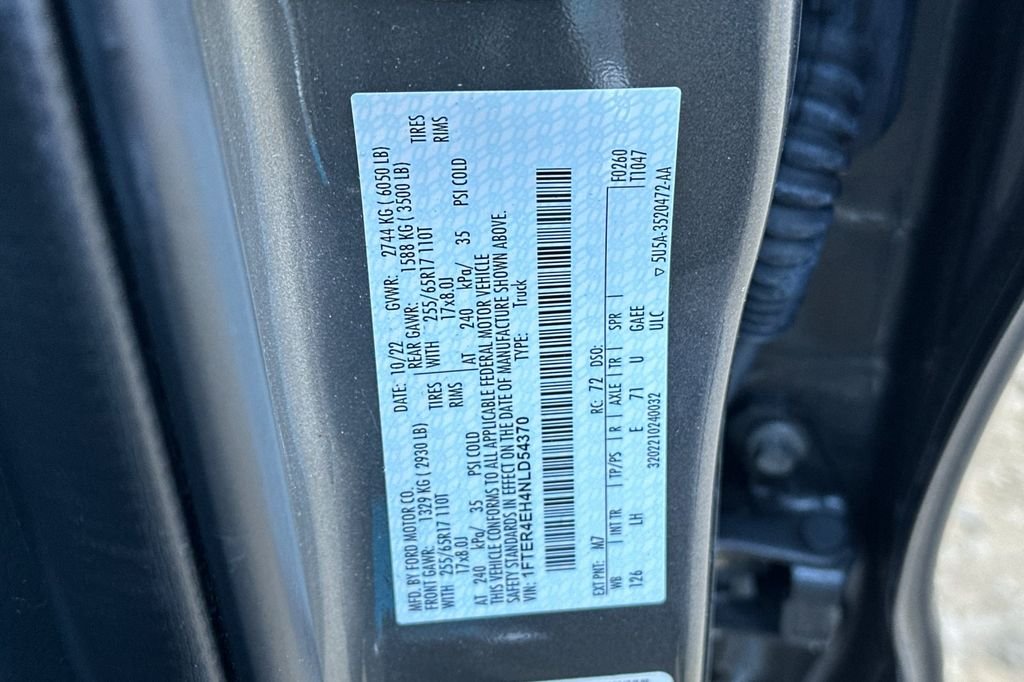 MFD. BY FORD MOTOR CO. DATE: 10/22 GVWR: 2744 KG ( 6050 LB)
FRONT GAWR: 1329 KG ( 2930 LB) REAR GAWR: 1588 KG ( 3500 LB)
WITH 255/65R17 110T TIRES WITH 255/65R17 110T TIRES
17x8.0J RIMS 17x8.0J RIMS
AT 240 kPa/ 35 PSI COLD AT 240 kPa/ 35 PSI COLD
THIS VEHICLE CONFORMS TO ALL APPLICABLE FEDERAL MOTOR VEHICLE
SAFETY STANDARDS IN EFFECT ON THE DATE OF MANUFACTURE SHOWN ABOVE.
VIN: 1FTER4EH4NLD54370 TYPE: Truck
EXT PNT: M7 RC: 72 DSO: F0260
WB | INT TR | TP/PS | R | AXLE | TR | SPR | T1047
126 LH E 71 U GAEE
3202210240032 ULC ▽ 5U5A-3520472-AA